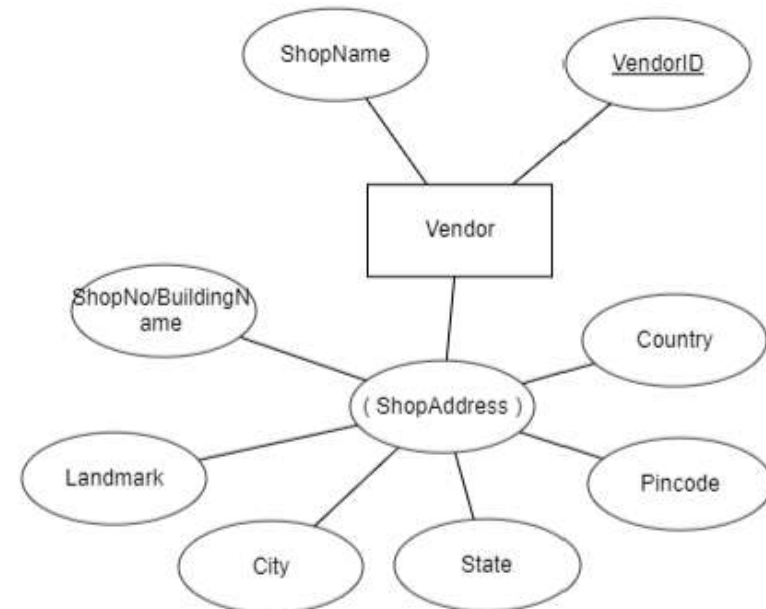 ShopName
VendorID
Vendor
ShopNo/BuildingN
ame
Country
( ShopAddress )
Landmark
Pincode
City
State